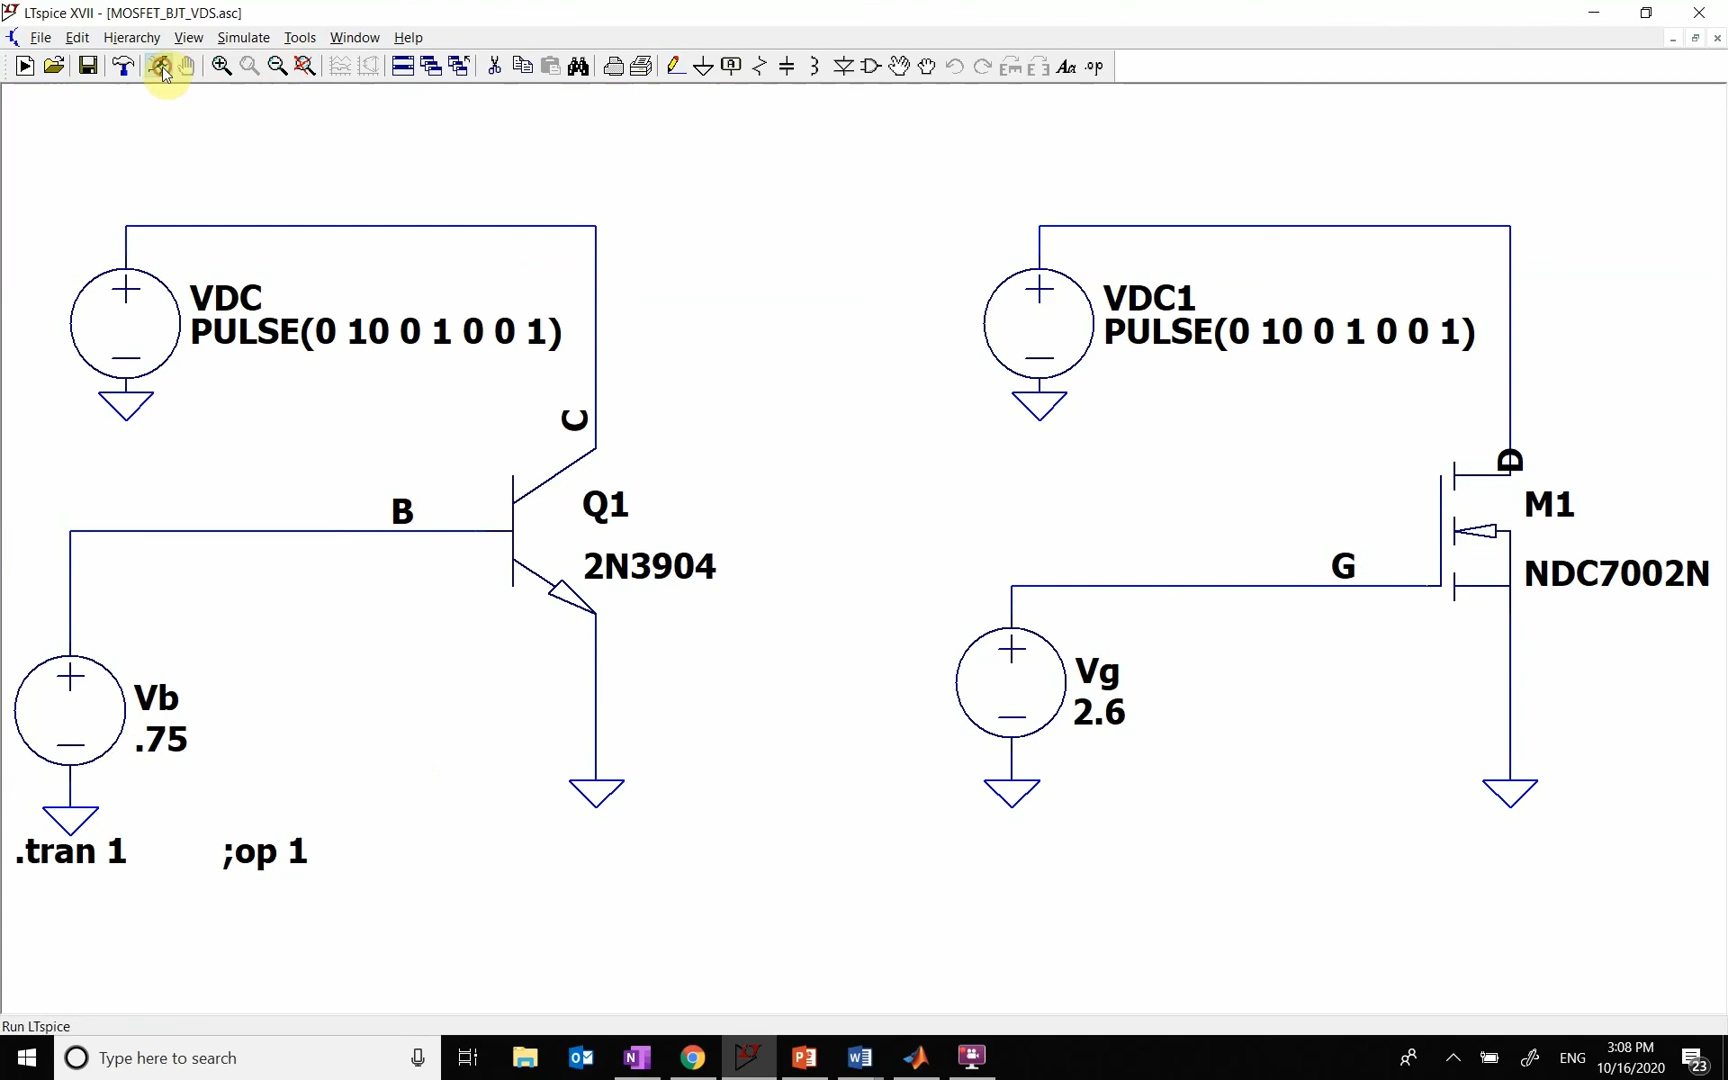 LTspice XVII - [MOSFET_BJT_VDS.asc]
File Edit Hierarchy View Simulate Tools Window Help
Aa .op
VDC
PULSE(0 10 0 1 0 0 1)
VDC1
PULSE(0 10 0 1 0 0 1)
C
D
B
Q1
M1
2N3904
G
NDC7002N
Vb
.75
Vg
2.6
.tran 1
;op 1
Run LTspice
Type here to search
ENG
3:08 PM
10/16/2020
23